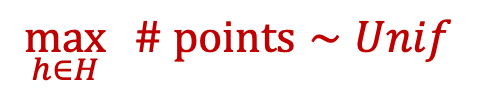 max # points ~ Unif
h∈H